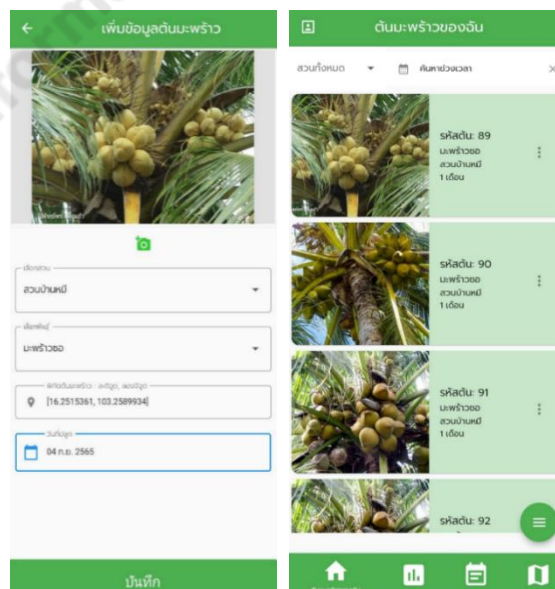 เพิ่มข้อมูลต้นมะพร้าว
เลือกสวน
สวนบ้านหมี
เลือกพันธุ์
มะพร้าวซอ
พิกัดต้นมะพร้าว : ละติจูด, ลองติจูด
[16.2515361, 103.2589934]
วันที่ปลูก
04 ก.ย. 2565
บันทึก
ต้นมะพร้าวของฉัน
สวนทั้งหมด
ค้นหาช่วงเวลา
รหัสต้น: 89
มะพร้าวซอ
สวนบ้านหมี
1 เดือน
รหัสต้น: 90
มะพร้าวซอ
สวนบ้านหมี
1 เดือน
รหัสต้น: 91
มะพร้าวซอ
สวนบ้านหมี
1 เดือน
รหัสต้น: 92